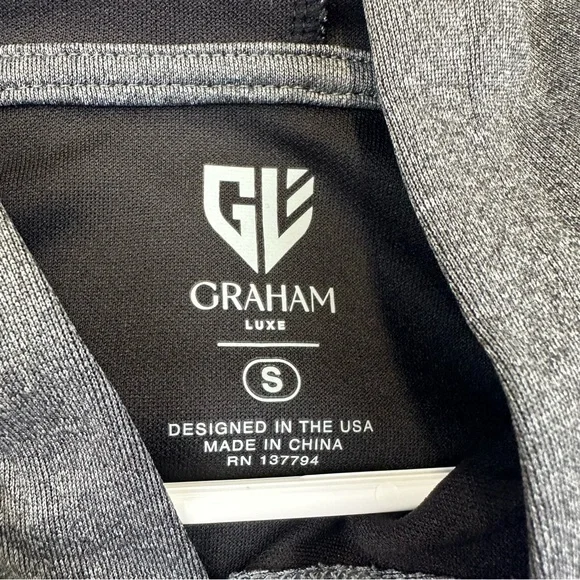 GL
GRAHAM
LUXE
S
DESIGNED IN THE USA
MADE IN CHINA
RN 137794